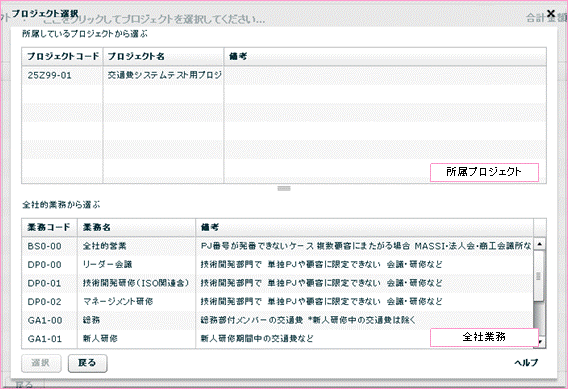 プロジェクト選択
ここをクリックしてプロジェクトを選択してください... 合計金額
所属しているプロジェクトから選ぶ
プロジェクトコード プロジェクト名 備考
25Z99-01 交通費システムテスト用プロジ
所属プロジェクト
全社的業務から選ぶ
業務コード 業務名 備考
BS0-00 全社的営業 PJ番号が発番できないケース 複数顧客にまたがる場合 MASSI・法人会・商工会議所な
DP0-00 リーダー会議 技術開発部門で 単独PJや顧客に限定できない 会議・研修など
DP0-01 技術開発研修(ISO関連含) 技術開発部門で 単独PJや顧客に限定できない 会議・研修など
DP0-02 マネージメント研修 技術開発部門で 単独PJや顧客に限定できない 会議・研修など
GA1-00 総務 総務部付メンバーの交通費 *新人研修中の交通費は除く
全社業務
GA1-01 新人研修 新人研修期間中の交通費など
選択 戻る ヘルプ
戻る